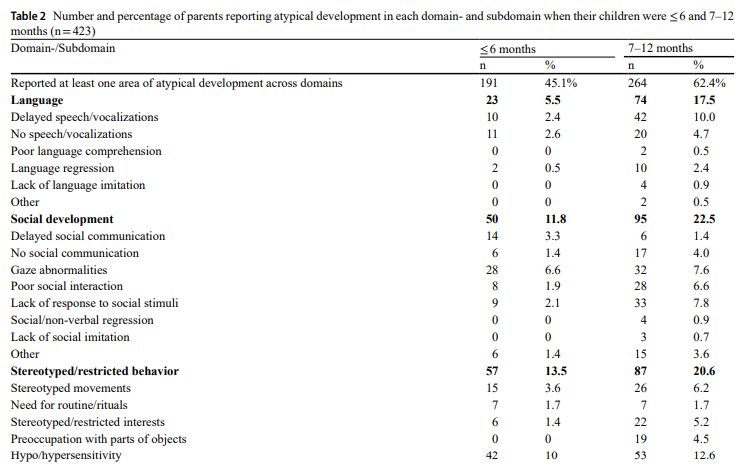 Table 2 Number and percentage of parents reporting atypical development in each domain- and subdomain when their children were ≤6 and 7–12
months (n=423)
Domain-/Subdomain ≤6 months 7–12 months
n % n %
Reported at least one area of atypical development across domains 191 45.1% 264 62.4%
Language 23 5.5 74 17.5
Delayed speech/vocalizations 10 2.4 42 10.0
No speech/vocalizations 11 2.6 20 4.7
Poor language comprehension 0 0 2 0.5
Language regression 2 0.5 10 2.4
Lack of language imitation 0 0 4 0.9
Other 0 0 2 0.5
Social development 50 11.8 95 22.5
Delayed social communication 14 3.3 6 1.4
No social communication 6 1.4 17 4.0
Gaze abnormalities 28 6.6 32 7.6
Poor social interaction 8 1.9 28 6.6
Lack of response to social stimuli 9 2.1 33 7.8
Social/non-verbal regression 0 0 4 0.9
Lack of social imitation 0 0 3 0.7
Other 6 1.4 15 3.6
Stereotyped/restricted behavior 57 13.5 87 20.6
Stereotyped movements 15 3.6 26 6.2
Need for routine/rituals 7 1.7 7 1.7
Stereotyped/restricted interests 6 1.4 22 5.2
Preoccupation with parts of objects 0 0 19 4.5
Hypo/hypersensitivity 42 10 53 12.6